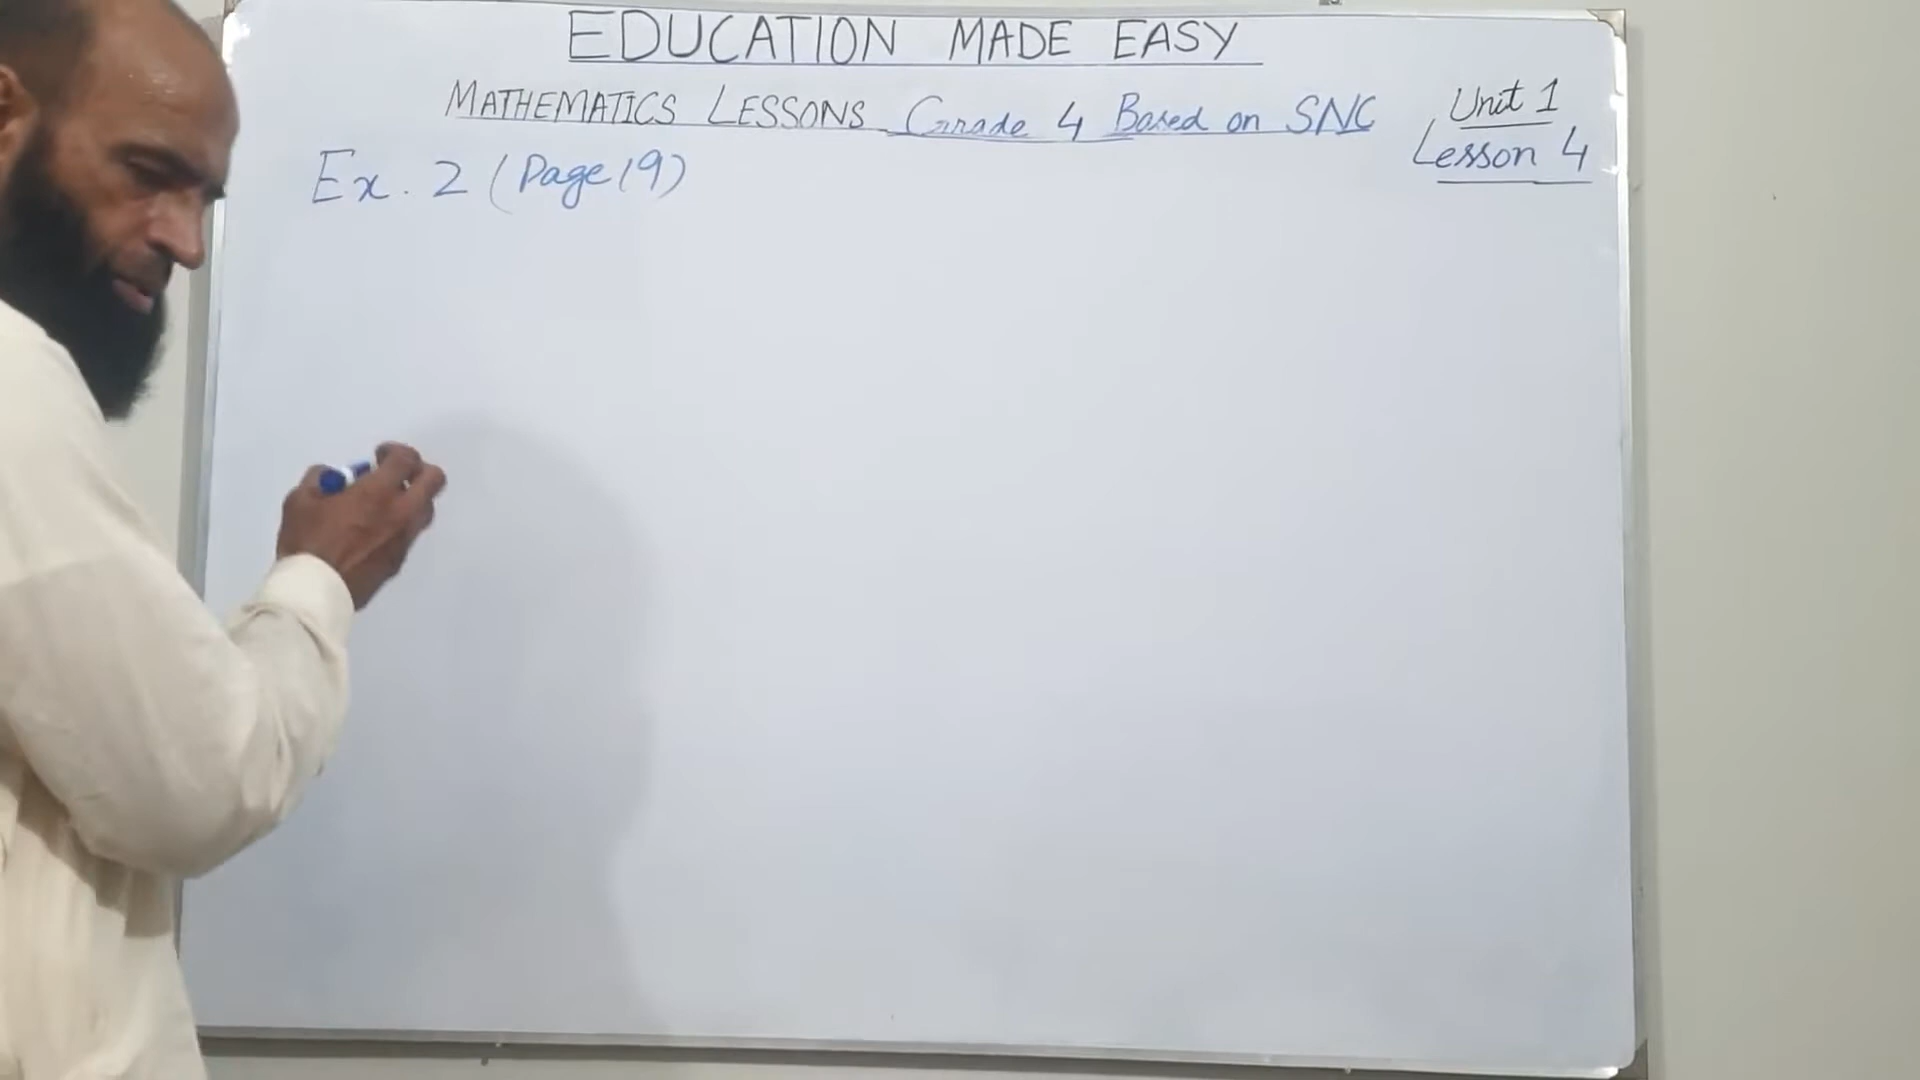 EDUCATION MADE EASY
MATHEMATICS LESSONS Grade 4 Based on SNC
Unit 1
Lesson 4
Ex. 2 (Page 19)